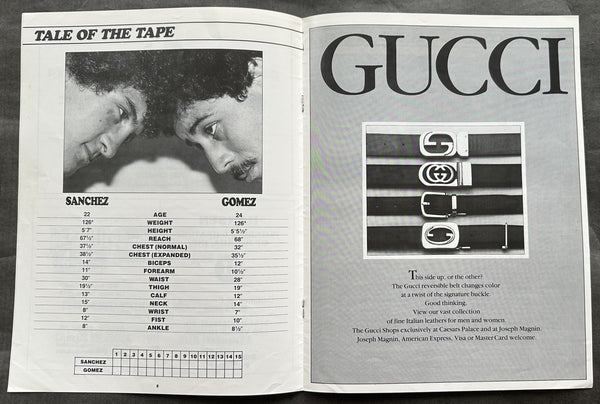 TALE OF THE TAPE
SANCHEZ GOMEZ
22 AGE 24
126* WEIGHT 126*
5'7" HEIGHT 5'5½"
67½" REACH 68"
37½" CHEST (NORMAL) 32"
38½" CHEST (EXPANDED) 35½"
14" BICEPS 12"
11" FOREARM 10½"
30" WAIST 28"
19½" THIGH 19"
13" CALF 12"
15" NECK 14"
8" WRIST 7"
12" FIST 10"
8" ANKLE 8½"
1 2 3 4 5 6 7 8 9 10 11 12 13 14 15
SANCHEZ
GOMEZ
GUCCI
This side up, or the other?
The Gucci reversible belt changes color
at a twist of the signature buckle.
Good thinking.
View our vast collection
of fine Italian leathers for men and women.
The Gucci Shops exclusively at Caesars Palace and at Joseph Magnin.
Joseph Magnin, American Express, Visa or MasterCard welcome.